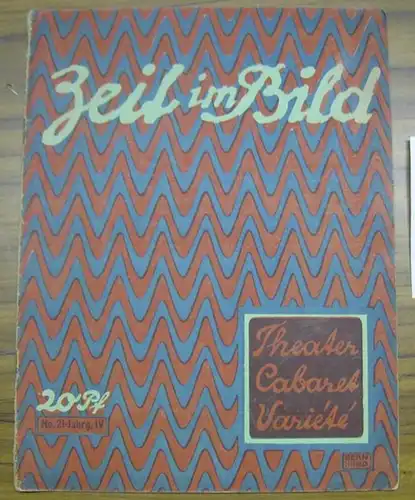 Zeit im Bild
Theater
Cabaret
Variété
20 Pf
No. 21 - Jahrg. IV